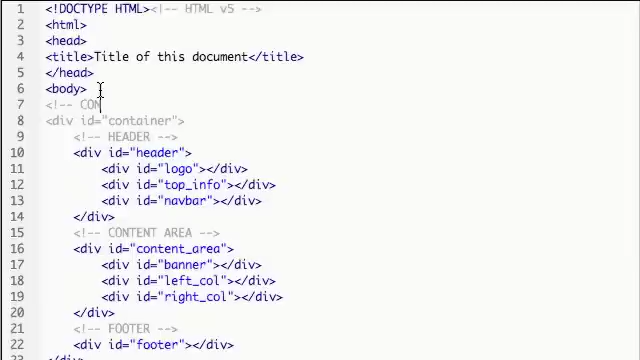 1 <!DOCTYPE HTML><!-- HTML v5 -->
2 <html>
3 <head>
4 <title>Title of this document</title>
5 </head>
6 <body>
7 <!-- CON
8 <div id="container">
9 <!-- HEADER -->
10 <div id="header">
11 <div id="logo"></div>
12 <div id="top_info"></div>
13 <div id="navbar"></div>
14 </div>
15 <!-- CONTENT AREA -->
16 <div id="content_area">
17 <div id="banner"></div>
18 <div id="left_col"></div>
19 <div id="right_col"></div>
20 </div>
21 <!-- FOOTER -->
22 <div id="footer"></div>
23 </div>